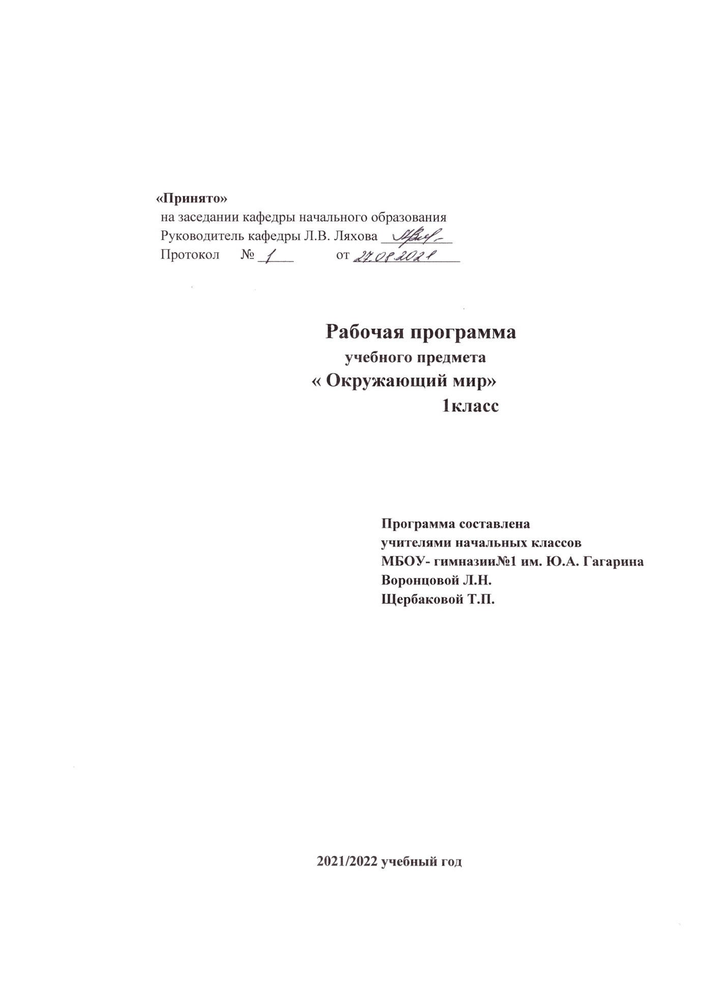 «Принято»
на заседании кафедры начального образования
Руководитель кафедры Л.В. Ляхова
Протокол № 1 от 27.08.2021
Рабочая программа
учебного предмета
« Окружающий мир»
1класс
Программа составлена
учителями начальных классов
МБОУ- гимназии№1 им. Ю.А. Гагарина
Воронцовой Л.Н.
Щербаковой Т.П.
2021/2022 учебный год